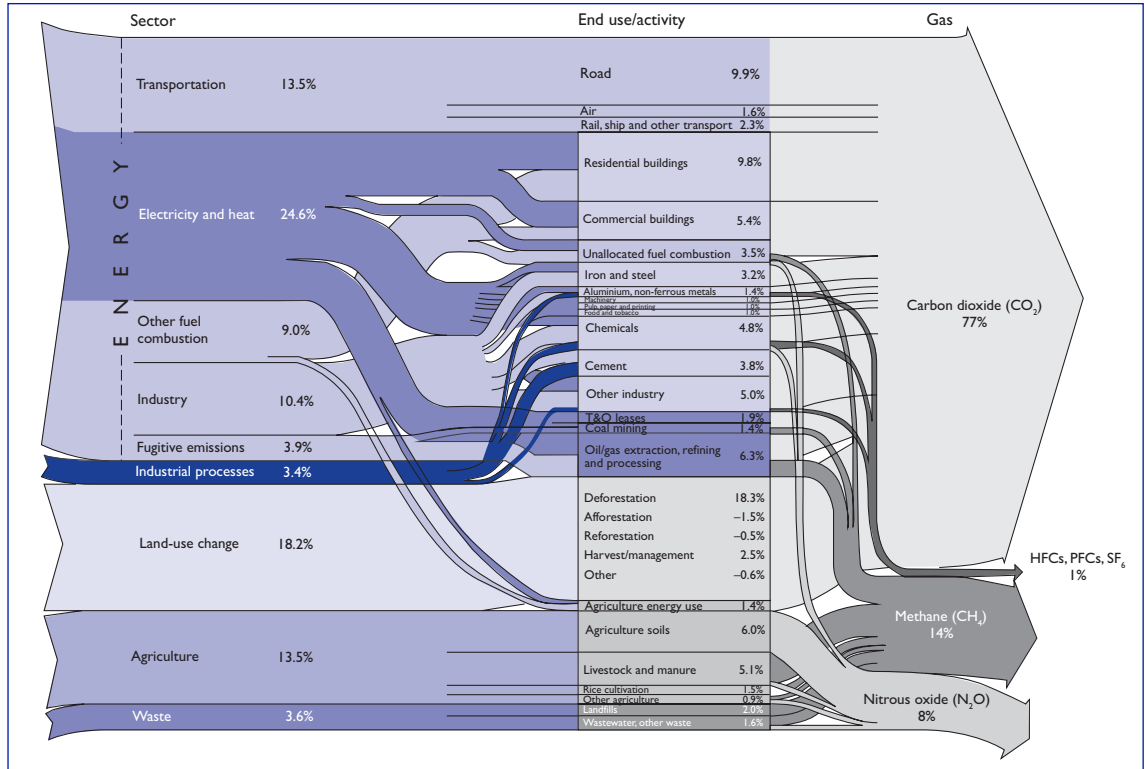 Sector
End use/activity
Gas
ENERGY
Transportation 13.5%
Electricity and heat 24.6%
Other fuel
combustion
9.0%
Industry 10.4%
Fugitive emissions 3.9%
Industrial processes 3.4%
Land-use change 18.2%
Agriculture 13.5%
Waste 3.6%
Road 9.9%
Air 1.6%
Rail, ship and other transport 2.3%
Residential buildings 9.8%
Commercial buildings 5.4%
Unallocated fuel combustion 3.5%
Iron and steel 3.2%
Aluminium, non-ferrous metals 1.4%
Machinery 1.0%
Pulp, paper and printing 1.0%
Food and tobacco 1.0%
Chemicals 4.8%
Cement 3.8%
Other industry 5.0%
T&O leases 1.9%
Coal mining 1.4%
Oil/gas extraction, refining
and processing
6.3%
Deforestation 18.3%
Afforestation –1.5%
Reforestation –0.5%
Harvest/management 2.5%
Other –0.6%
Agriculture energy use 1.4%
Agriculture soils 6.0%
Livestock and manure 5.1%
Rice cultivation 1.5%
Other agriculture 0.9%
Landfills 2.0%
Wastewater, other waste 1.6%
Carbon dioxide (CO₂)
77%
HFCs, PFCs, SF₆
1%
Methane (CH₄)
14%
Nitrous oxide (N₂O)
8%